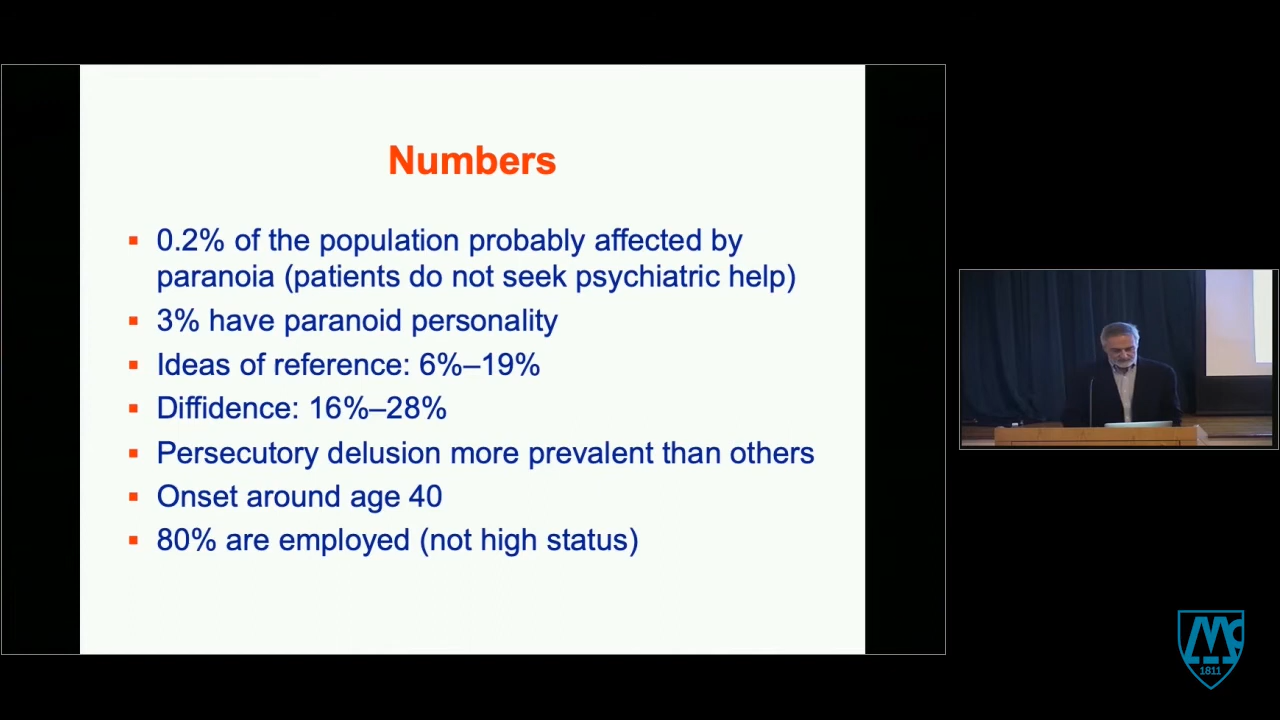 Numbers
▪ 0.2% of the population probably affected by
paranoia (patients do not seek psychiatric help)
▪ 3% have paranoid personality
▪ Ideas of reference: 6%–19%
▪ Diffidence: 16%–28%
▪ Persecutory delusion more prevalent than others
▪ Onset around age 40
▪ 80% are employed (not high status)
Mc
1811